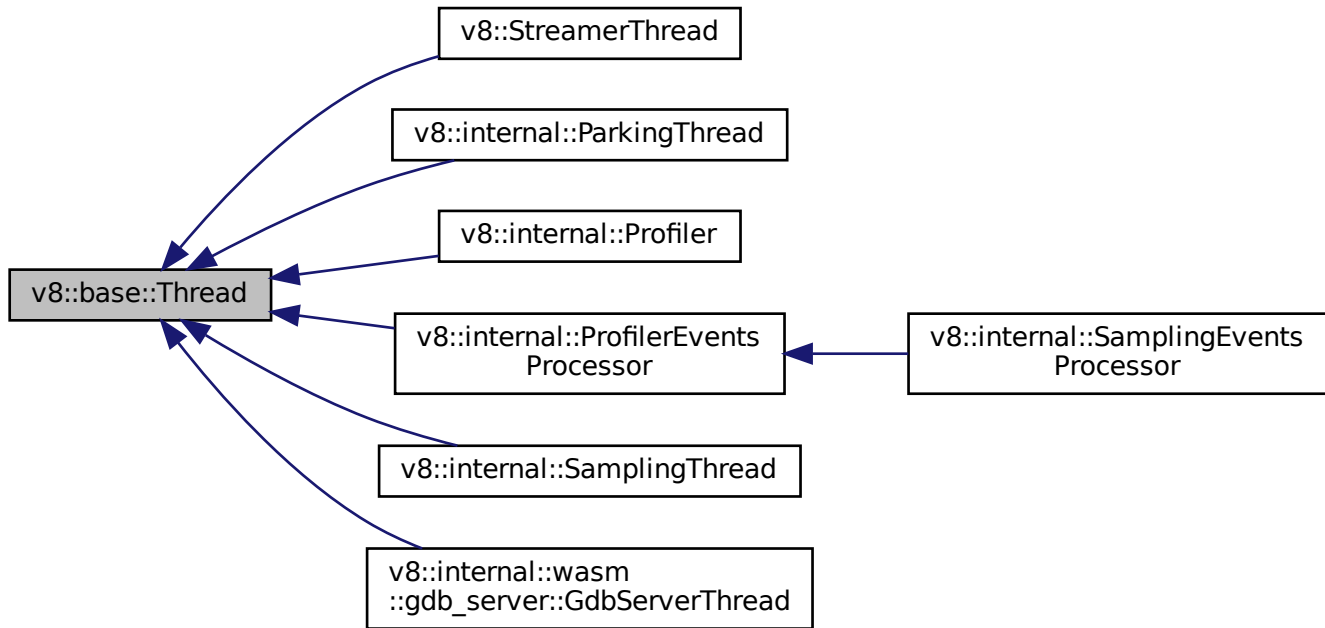 v8::StreamerThread
v8::internal::ParkingThread
v8::internal::Profiler
v8::base::Thread
v8::internal::ProfilerEvents
Processor
v8::internal::SamplingEvents
Processor
v8::internal::SamplingThread
v8::internal::wasm
::gdb_server::GdbServerThread